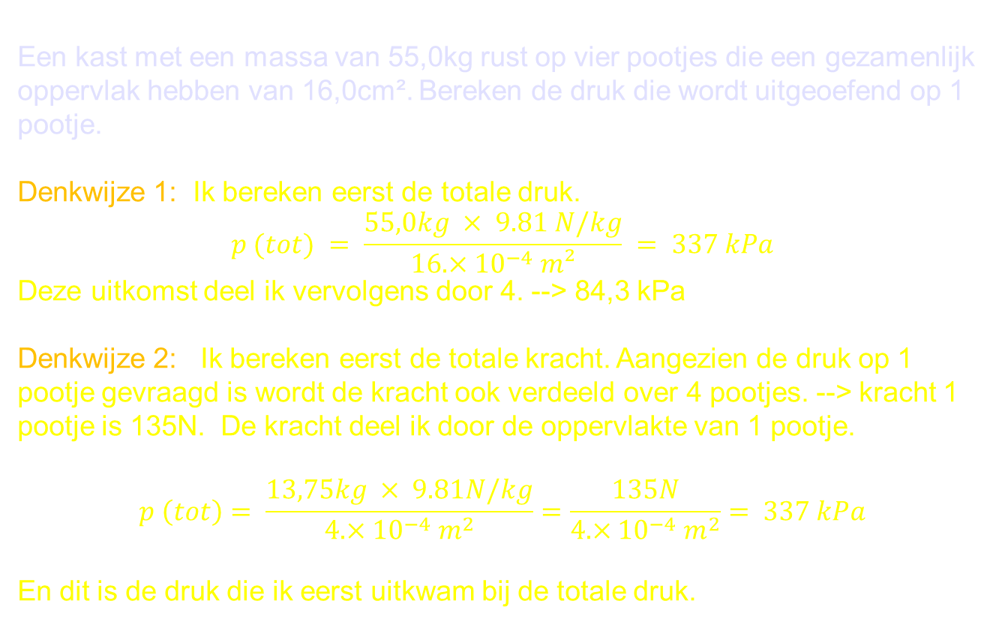 Een kast met een massa van 55,0kg rust op vier pootjes die een gezamenlijk
oppervlak hebben van 16,0cm². Bereken de druk die wordt uitgeoefend op 1
pootje.
Denkwijze 1: Ik bereken eerst de totale druk.
p (tot) = \frac{55,0kg × 9.81 N/kg}{16.× 10^{−4} m^2} = 337 kPa
Deze uitkomst deel ik vervolgens door 4. --> 84,3 kPa
Denkwijze 2: Ik bereken eerst de totale kracht. Aangezien de druk op 1
pootje gevraagd is wordt de kracht ook verdeeld over 4 pootjes. --> kracht 1
pootje is 135N. De kracht deel ik door de oppervlakte van 1 pootje.
p (tot) = \frac{13,75kg × 9.81N/kg}{4.× 10^{−4} m^2} = \frac{135N}{4.× 10^{−4} m^2} = 337 kPa
En dit is de druk die ik eerst uitkwam bij de totale druk.